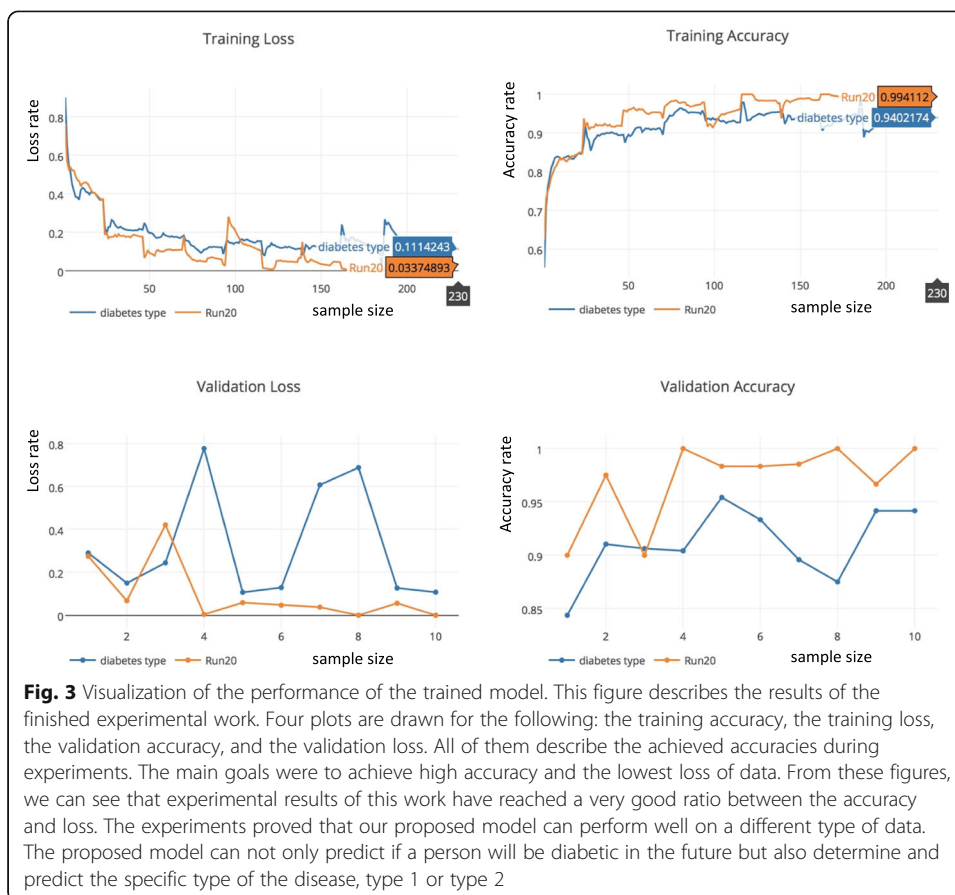 Training Loss
Loss rate
0.8
0.6
0.4
0.2
0
diabetes type 0.1114243
Run20 0.03374893
50
100
150
200
230
sample size
diabetes type
Run20
Training Accuracy
Accuracy rate
1
0.9
0.8
0.7
0.6
Run20 0.994112
diabetes type 0.9402174
50
100
150
200
230
sample size
diabetes type
Run20
Validation Loss
Loss rate
0.8
0.6
0.4
0.2
0
2
4
6
8
10
sample size
diabetes type
Run20
Validation Accuracy
Accuracy rate
1
0.95
0.9
0.85
2
4
6
8
10
sample size
diabetes type
Run20
Fig. 3 Visualization of the performance of the trained model. This figure describes the results of the
finished experimental work. Four plots are drawn for the following: the training accuracy, the training loss,
the validation accuracy, and the validation loss. All of them describe the achieved accuracies during
experiments. The main goals were to achieve high accuracy and the lowest loss of data. From these figures,
we can see that experimental results of this work have reached a very good ratio between the accuracy
and loss. The experiments proved that our proposed model can perform well on a different type of data.
The proposed model can not only predict if a person will be diabetic in the future but also determine and
predict the specific type of the disease, type 1 or type 2